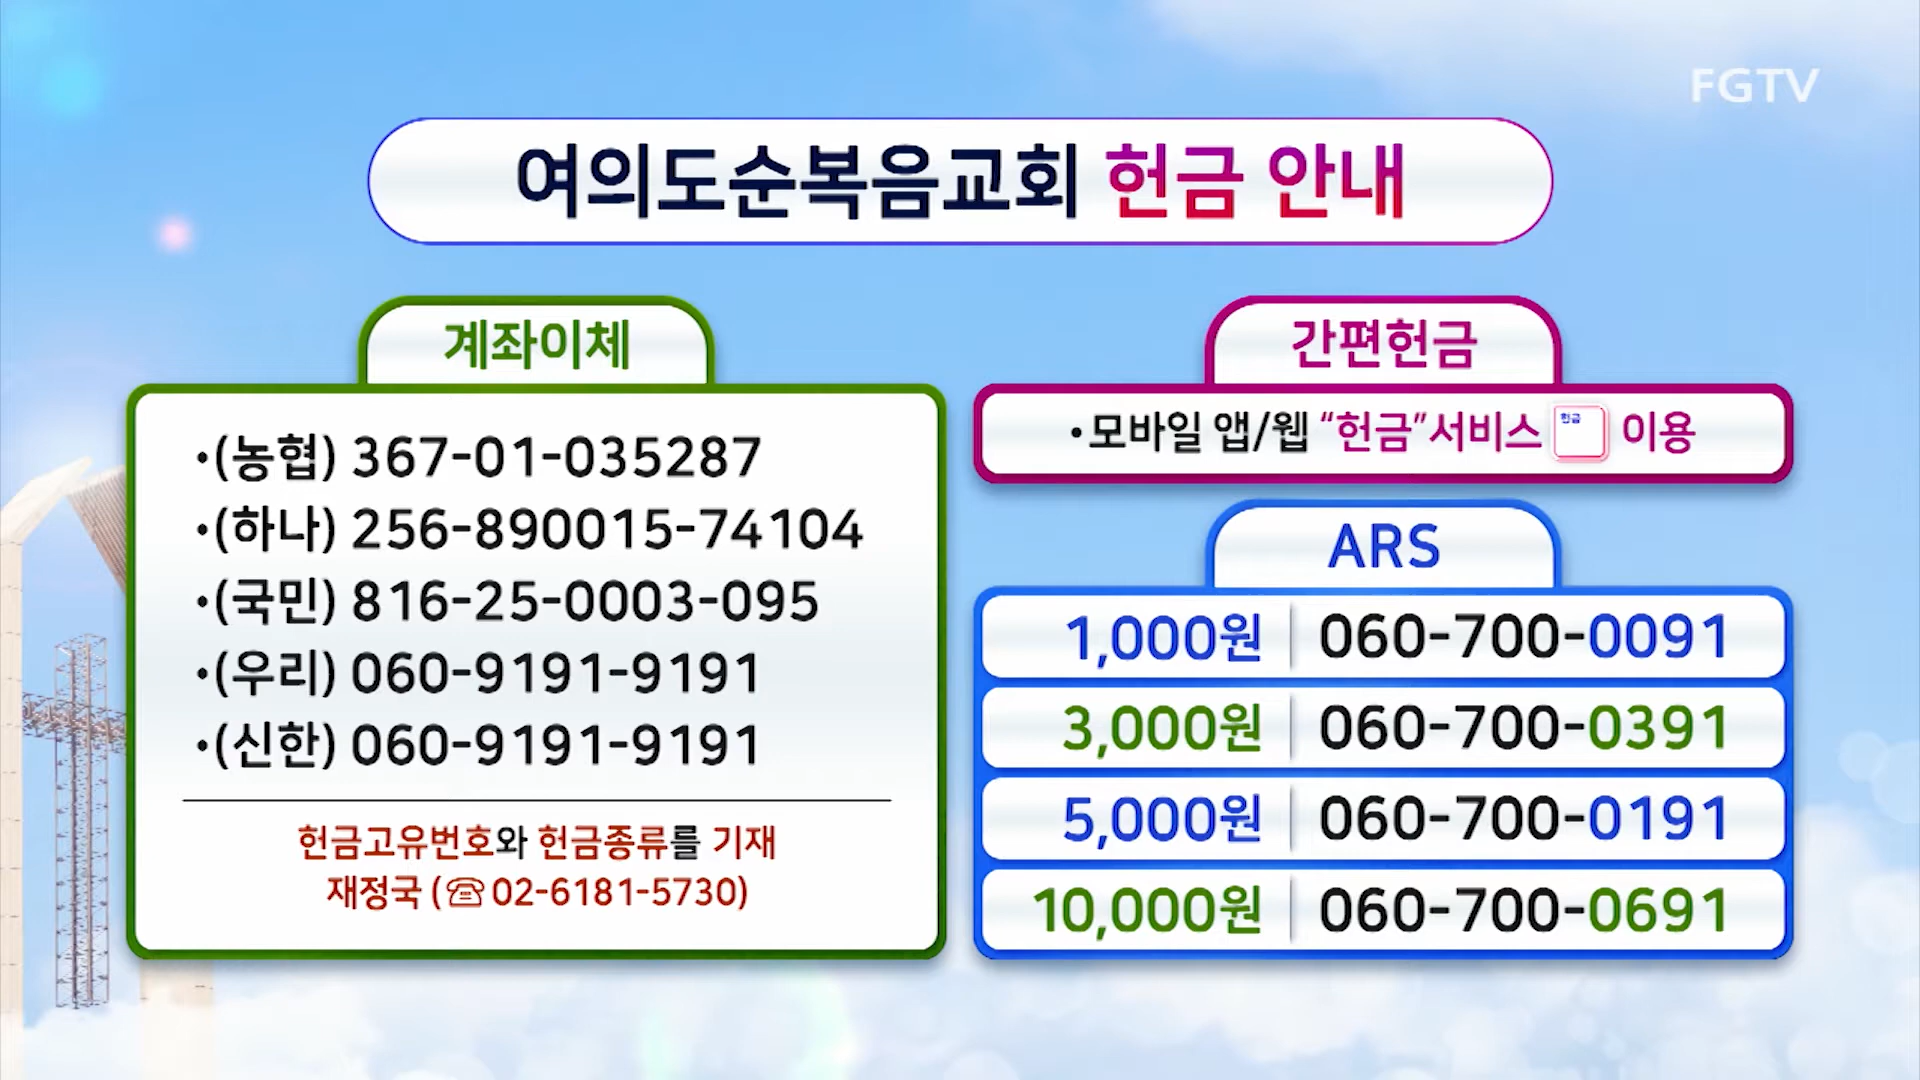 FGTV
여의도순복음교회 헌금 안내
계좌이체
•(농협) 367-01-035287
•(하나) 256-890015-74104
•(국민) 816-25-0003-095
•(우리) 060-9191-9191
•(신한) 060-9191-9191
헌금고유번호와 헌금종류를 기재
재정국 (☎02-6181-5730)
간편헌금
•모바일 앱/웹 “헌금”서비스 헌금 이용
ARS
1,000원 060-700-0091
3,000원 060-700-0391
5,000원 060-700-0191
10,000원 060-700-0691